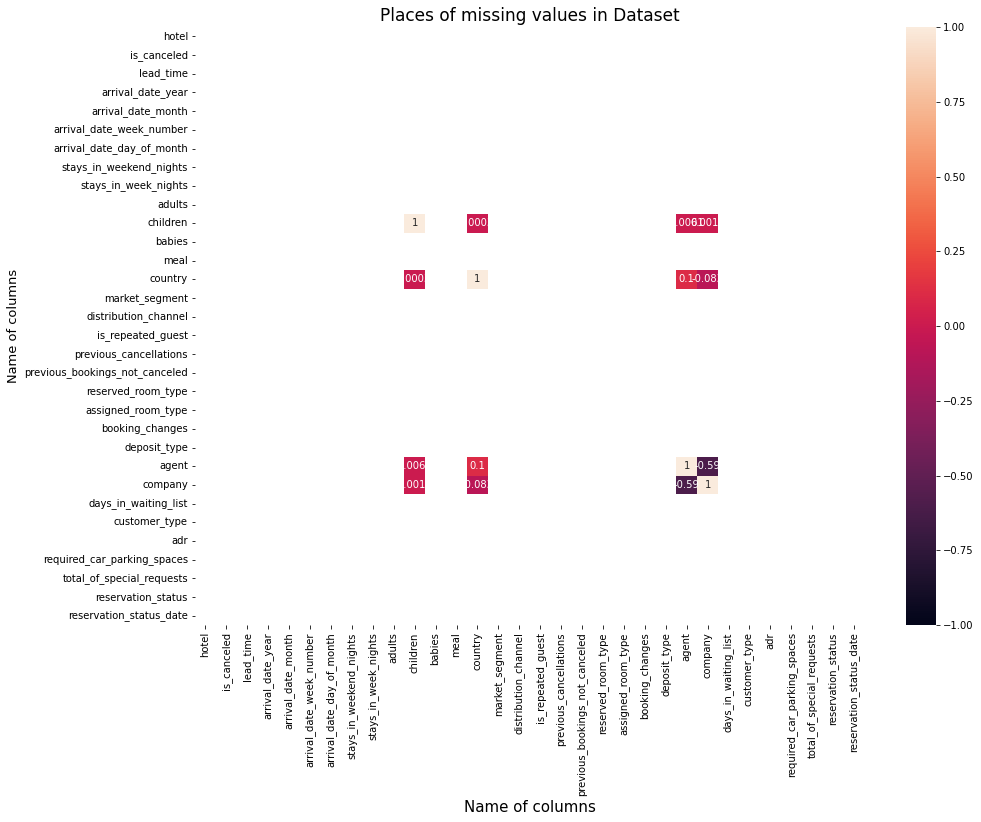 Places of missing values in Dataset
Name of columns
hotel
is_canceled
lead_time
arrival_date_year
arrival_date_month
arrival_date_week_number
arrival_date_day_of_month
stays_in_weekend_nights
stays_in_week_nights
adults
children
babies
meal
country
market_segment
distribution_channel
is_repeated_guest
previous_cancellations
previous_bookings_not_canceled
reserved_room_type
assigned_room_type
booking_changes
deposit_type
agent
company
days_in_waiting_list
customer_type
adr
required_car_parking_spaces
total_of_special_requests
reservation_status
reservation_status_date
1
1 0.1
0.1 1 -0.59
-0.59 1
1.00
0.75
0.50
0.25
0.00
−0.25
−0.50
−0.75
−1.00
hotel
is_canceled
lead_time
arrival_date_year
arrival_date_month
arrival_date_week_number
arrival_date_day_of_month
stays_in_weekend_nights
stays_in_week_nights
adults
children
babies
meal
country
market_segment
distribution_channel
is_repeated_guest
previous_cancellations
previous_bookings_not_canceled
reserved_room_type
assigned_room_type
booking_changes
deposit_type
agent
company
days_in_waiting_list
customer_type
adr
required_car_parking_spaces
total_of_special_requests
reservation_status
reservation_status_date
Name of columns